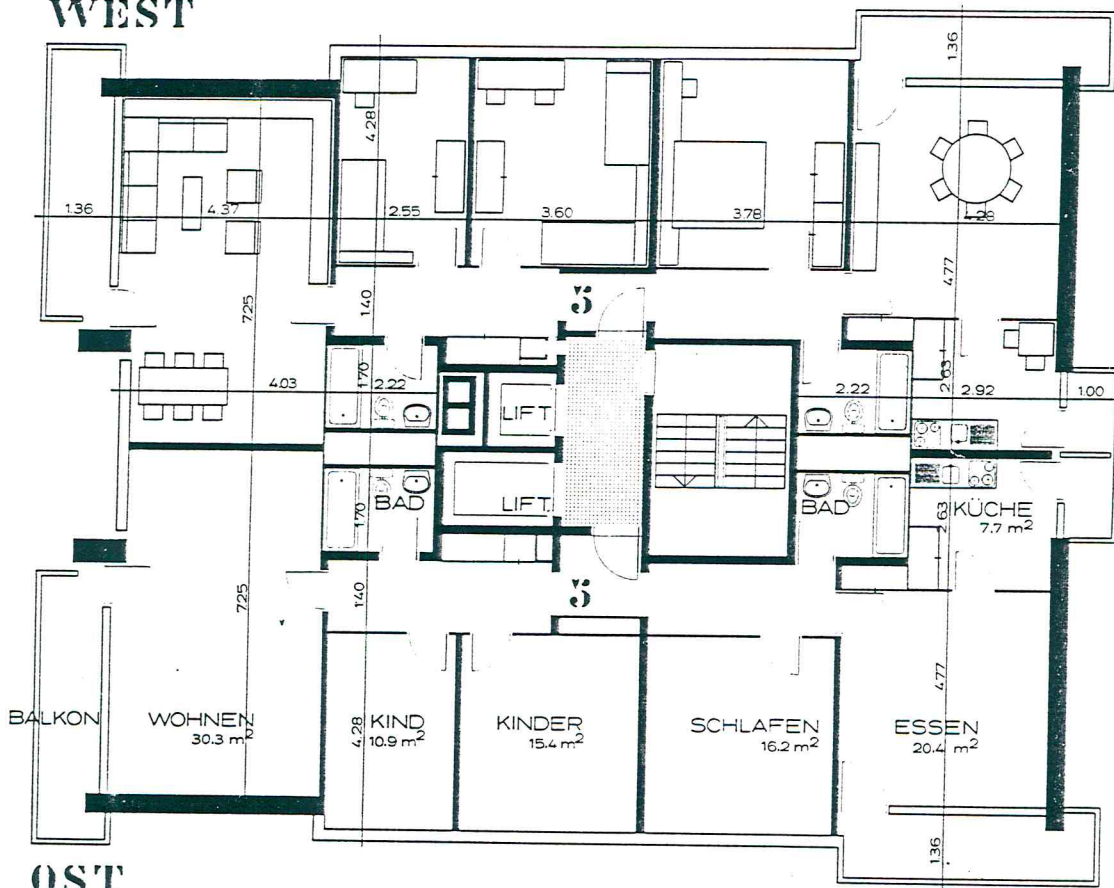 WEST
1.36
4.28
1.36 4.37 2.55 3.60 3.78 4.28
4.77
7.25 1.40 5
1.70 2.63
4.03 2.22 2.22 2.92 1.00
LIFT
LIFT
BAD BAD KÜCHE
7.7 m²
1.70 2.63
7.25 1.40 5
4.77
BALKON WOHNEN KIND KINDER SCHLAFEN ESSEN
30.3 m² 10.9 m² 15.4 m² 16.2 m² 20.4 m²
4.28
1.36
OST